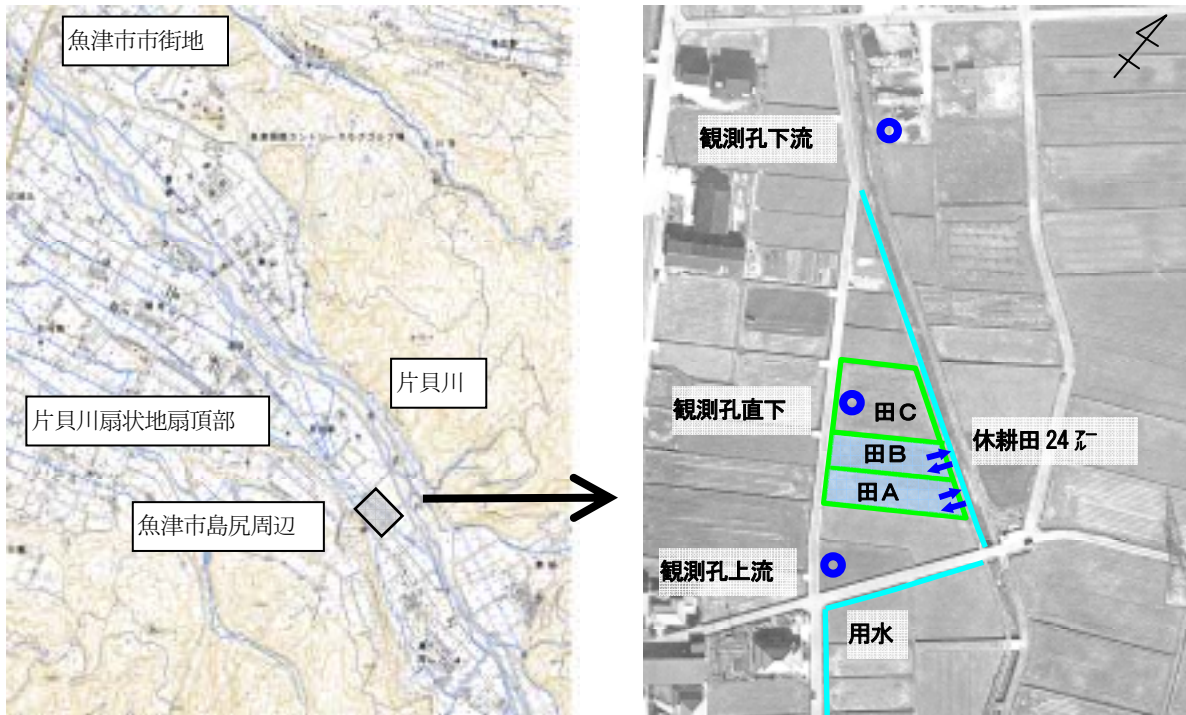 魚津市市街地
片貝川
片貝川扇状地扇頂部
魚津市島尻周辺
観測孔下流
観測孔直下
田C
田B
田A
休耕田 24 アール
観測孔上流
用水